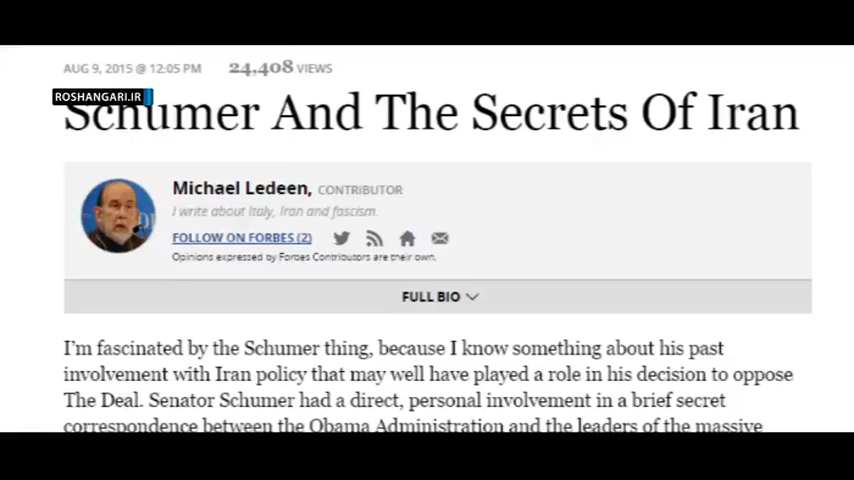 AUG 9, 2015 @ 12:05 PM 24,408 VIEWS
ROSHANGARI.IR
Schumer And The Secrets Of Iran
Michael Ledeen, CONTRIBUTOR
I write about Italy, Iran and fascism.
FOLLOW ON FORBES (2)
Opinions expressed by Forbes Contributors are their own.
FULL BIO
I'm fascinated by the Schumer thing, because I know something about his past
involvement with Iran policy that may well have played a role in his decision to oppose
The Deal. Senator Schumer had a direct, personal involvement in a brief secret
correspondence between the Obama Administration and the leaders of the massive